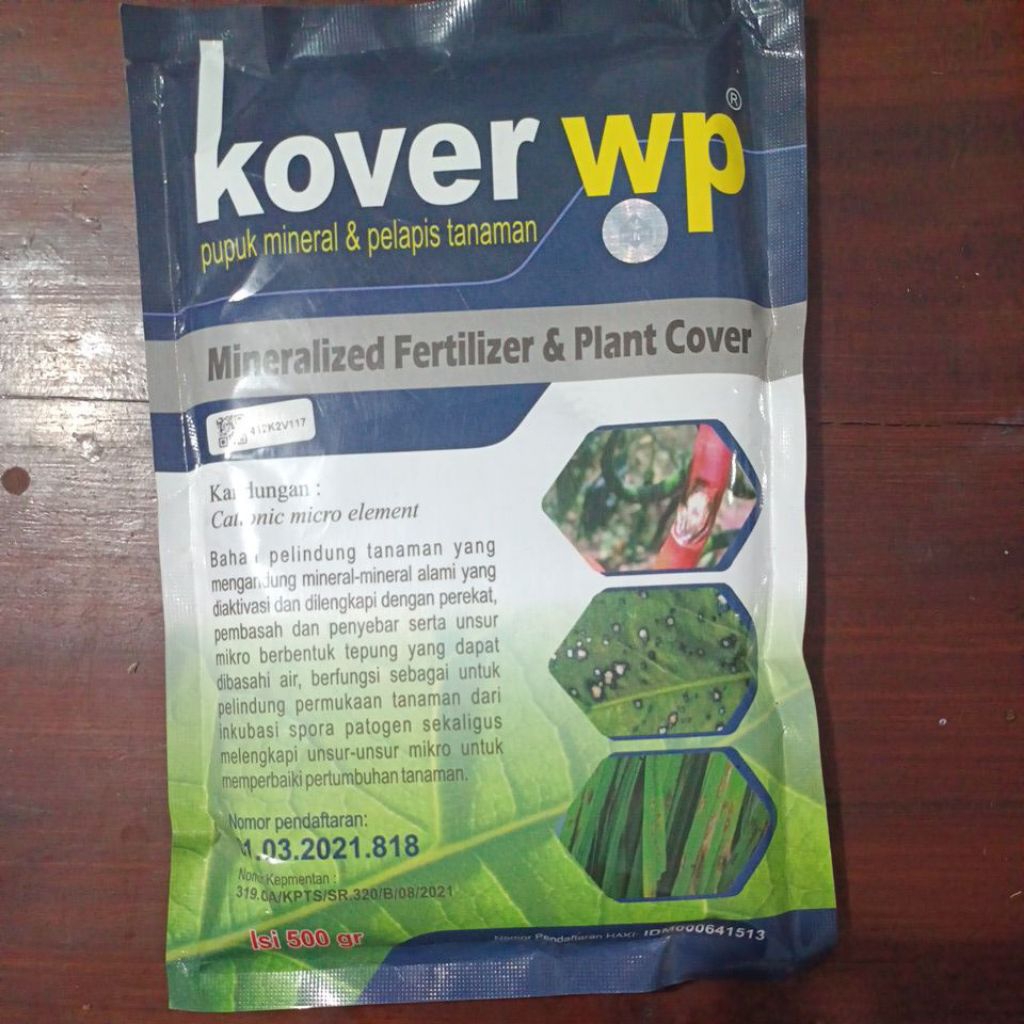 kover wp ®
pupuk mineral & pelapis tanaman
Mineralized Fertilizer & Plant Cover
412K2V117
Kandungan :
Cationic micro element
Bahan pelindung tanaman yang
mengandung mineral-mineral alami yang
diaktivasi dan dilengkapi dengan perekat,
pembasah dan penyebar serta unsur
mikro berbentuk tepung yang dapat
dibasahi air, berfungsi sebagai untuk
pelindung permukaan tanaman dari
inkubasi spora patogen sekaligus
melengkapi unsur-unsur mikro untuk
memperbaiki pertumbuhan tanaman.
Nomor pendaftaran:
01.03.2021.818
Nomor Kepmentan :
319.OA/KPTS/SR.320/B/08/2021
Isi 500 gr
Nomor Pendaftaran HAKI: IDM000641513